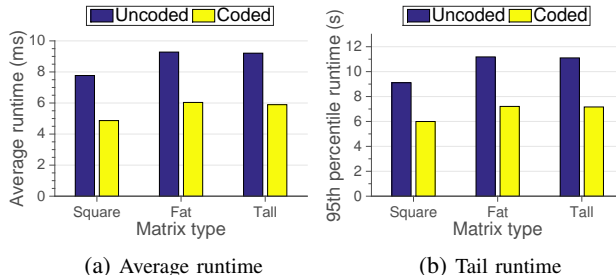 Uncoded Coded
Average runtime (ms)
10
8
6
4
2
0
Square Fat Tall
Matrix type
(a) Average runtime
Uncoded Coded
95th percentile runtime (s)
12
10
8
6
4
2
0
Square Fat Tall
Matrix type
(b) Tail runtime